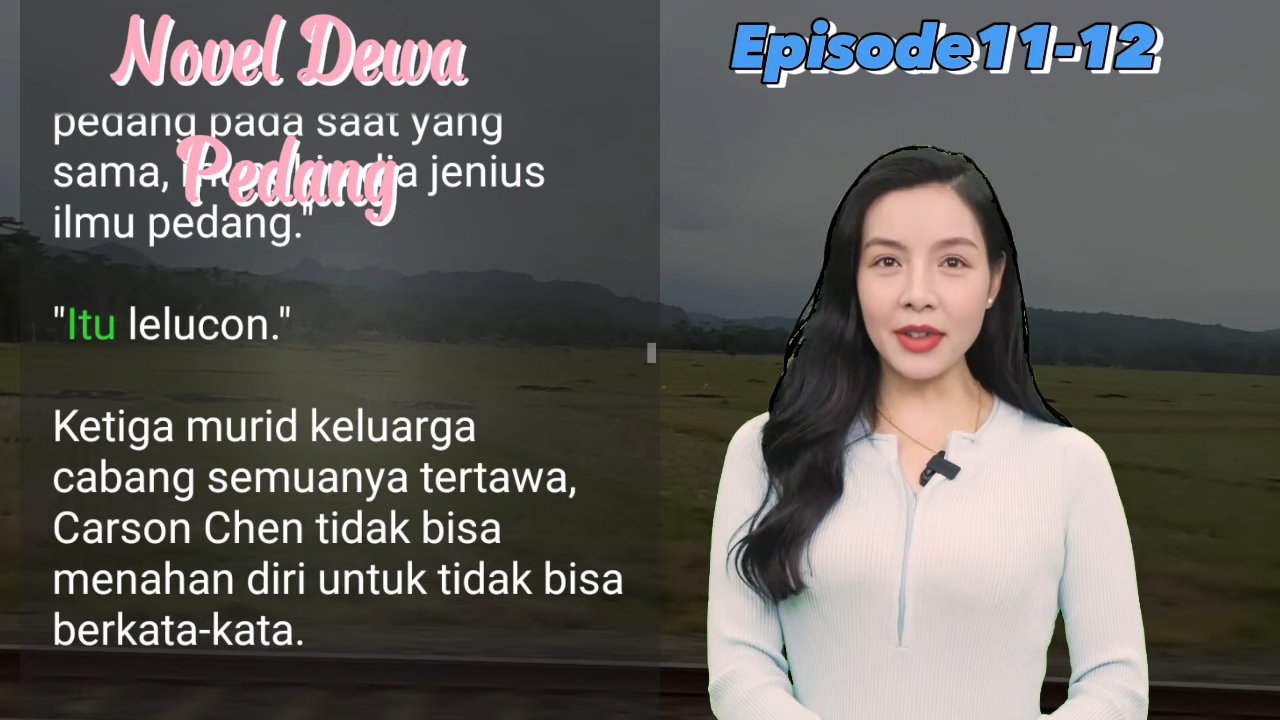 Novel Dewa
Pedang
Episode11-12
pedang pada saat yang
sama, jenius
ilmu pedang."
"Itu lelucon."
Ketiga murid keluarga
cabang semuanya tertawa,
Carson Chen tidak bisa
menahan diri untuk tidak bisa
berkata-kata.